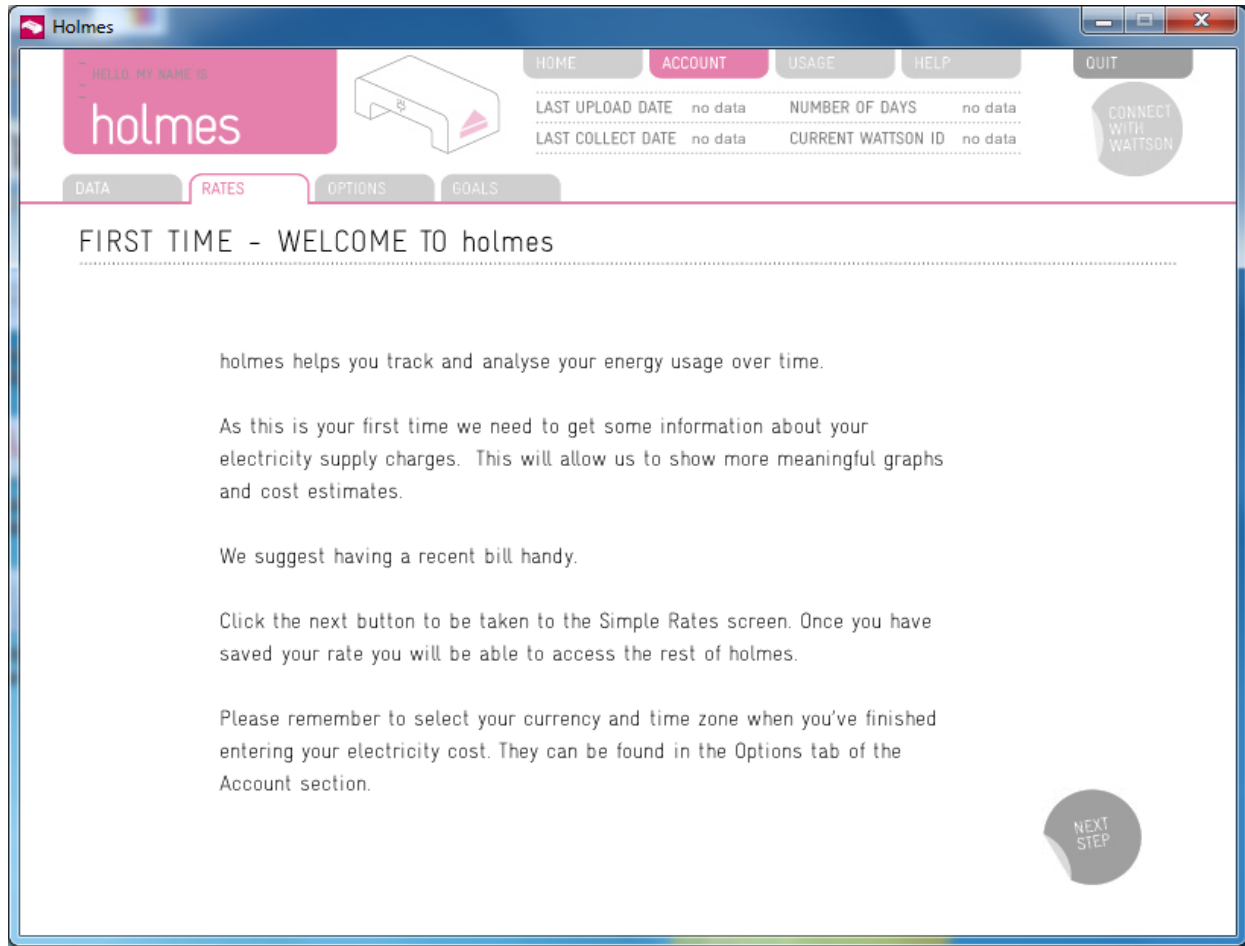 Holmes
HELLO. MY NAME IS
holmes
HOME ACCOUNT USAGE HELP QUIT
LAST UPLOAD DATE no data NUMBER OF DAYS no data
LAST COLLECT DATE no data CURRENT WATTSON ID no data
CONNECT
WITH
WATTSON
DATA RATES OPTIONS GOALS
FIRST TIME - WELCOME TO holmes
holmes helps you track and analyse your energy usage over time.
As this is your first time we need to get some information about your
electricity supply charges.  This will allow us to show more meaningful graphs
and cost estimates.
We suggest having a recent bill handy.
Click the next button to be taken to the Simple Rates screen. Once you have
saved your rate you will be able to access the rest of holmes.
Please remember to select your currency and time zone when you've finished
entering your electricity cost. They can be found in the Options tab of the
Account section.
NEXT
STEP